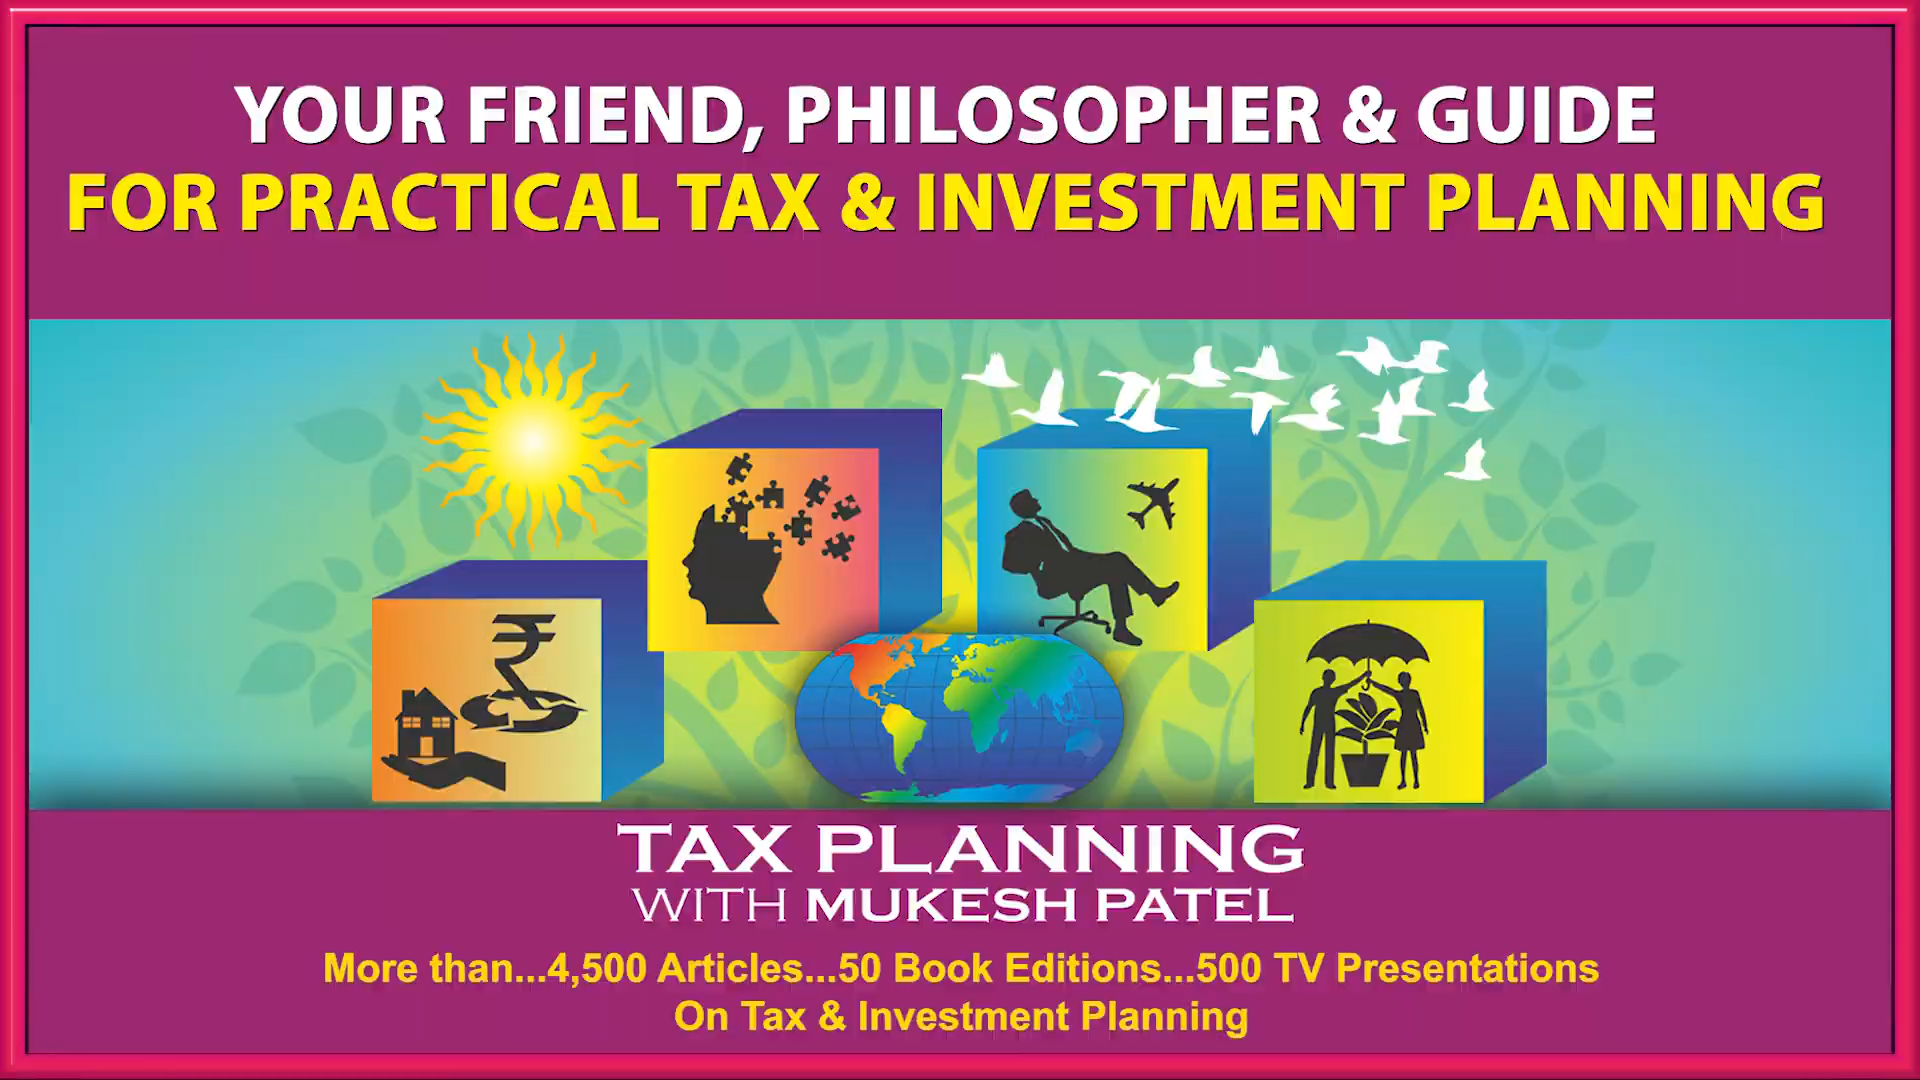 YOUR FRIEND, PHILOSOPHER & GUIDE
FOR PRACTICAL TAX & INVESTMENT PLANNING
₹
TAX PLANNING
WITH MUKESH PATEL
More than...4,500 Articles...50 Book Editions...500 TV Presentations
On Tax & Investment Planning